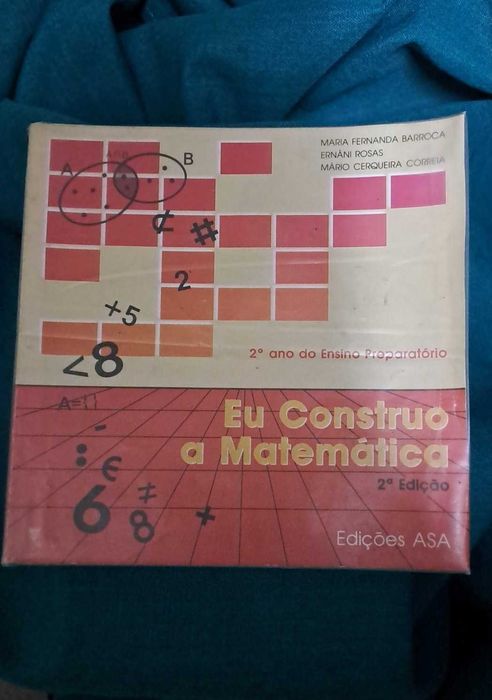 MARIA FERNANDA BARROCA
ERNÂNI ROSAS
MÁRIO CERQUEIRA CORREIA
A∩B
A
B
¢
#
2
+5
<8
2º ano do Ensino Preparatório
A={}
Eu Construo
a Matemática
2ª Edição
-
:
∈
6
≠
8
+
Edições ASA